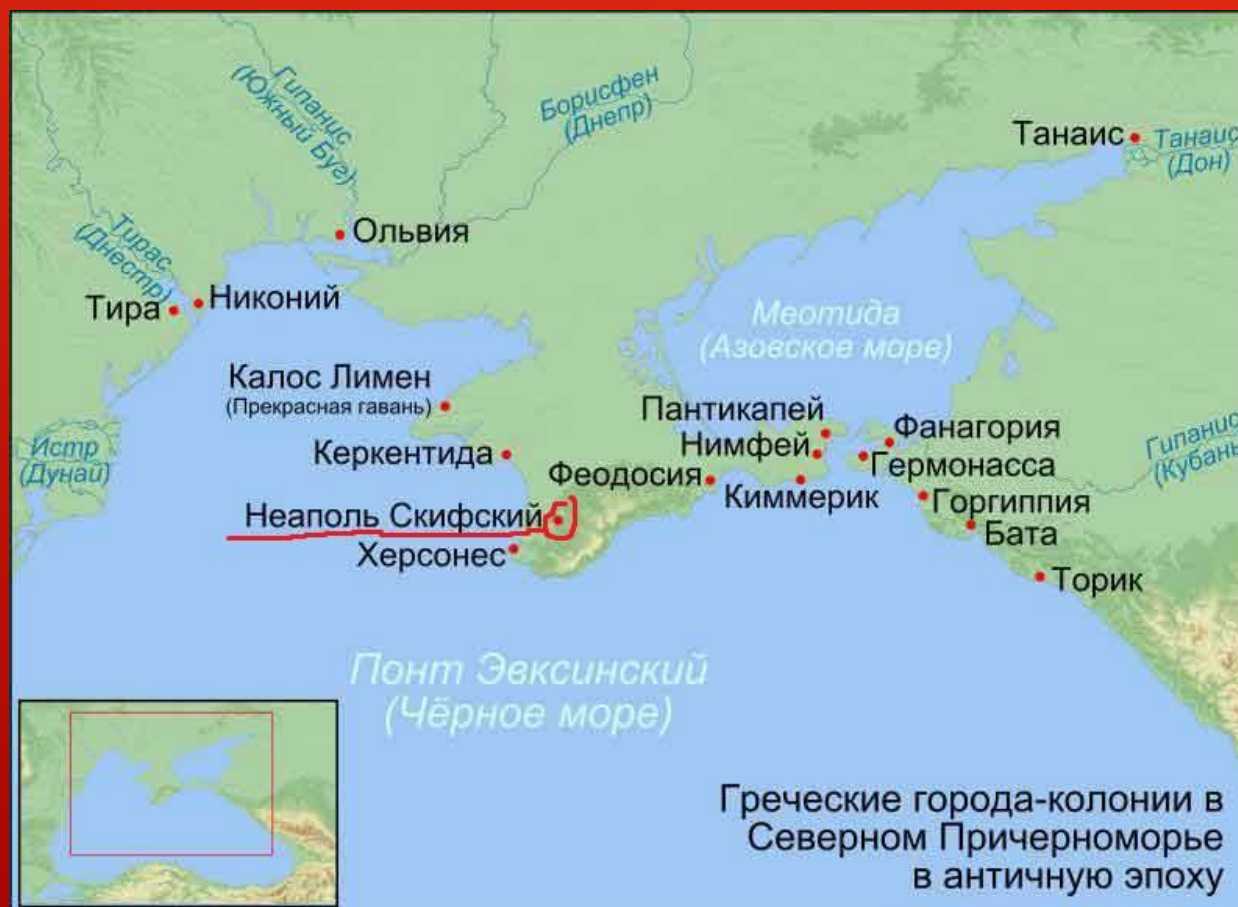 Гипанис
(Южный Буг)
Борисфен
(Днепр)
Танаис
Танаис
(Дон)
Тирас
(Днестр)
Ольвия
Тира
Никоний
Меотида
(Азовское море)
Калос Лимен
(Прекрасная гавань)
Пантикапей
Фанагория
Истр
(Дунай)
Керкентида
Нимфей
Гермонасса
Гипанис
(Кубань
Феодосия
Киммерик
Горгиппия
Неаполь Скифский
Бата
Херсонес
Торик
Понт Эвксинский
(Чёрное море)
Греческие города-колонии в
Северном Причерноморье
в античную эпоху